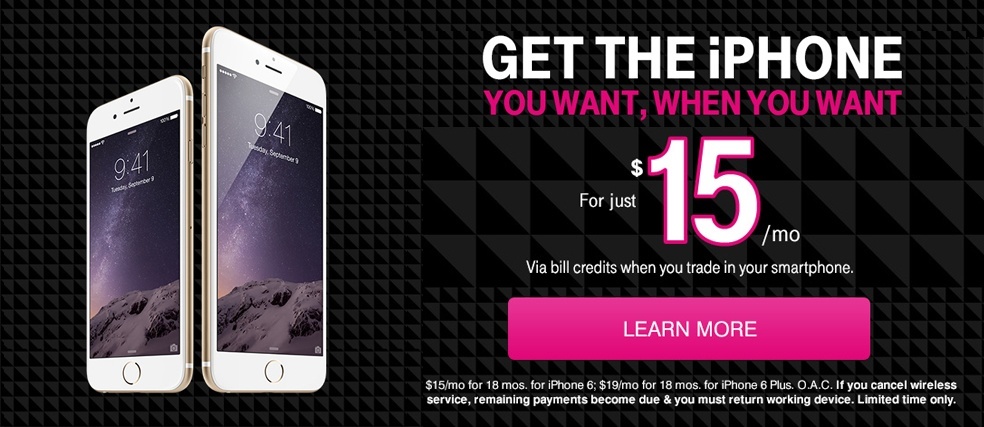 GET THE iPHONE
YOU WANT, WHEN YOU WANT
For just $15/mo
Via bill credits when you trade in your smartphone.
LEARN MORE
$15/mo for 18 mos. for iPhone 6; $19/mo for 18 mos. for iPhone 6 Plus. O.A.C. If you cancel wireless
service, remaining payments become due & you must return working device. Limited time only.
100%
9:41
Tuesday, September 9
100%
9:41
Tuesday, September 9